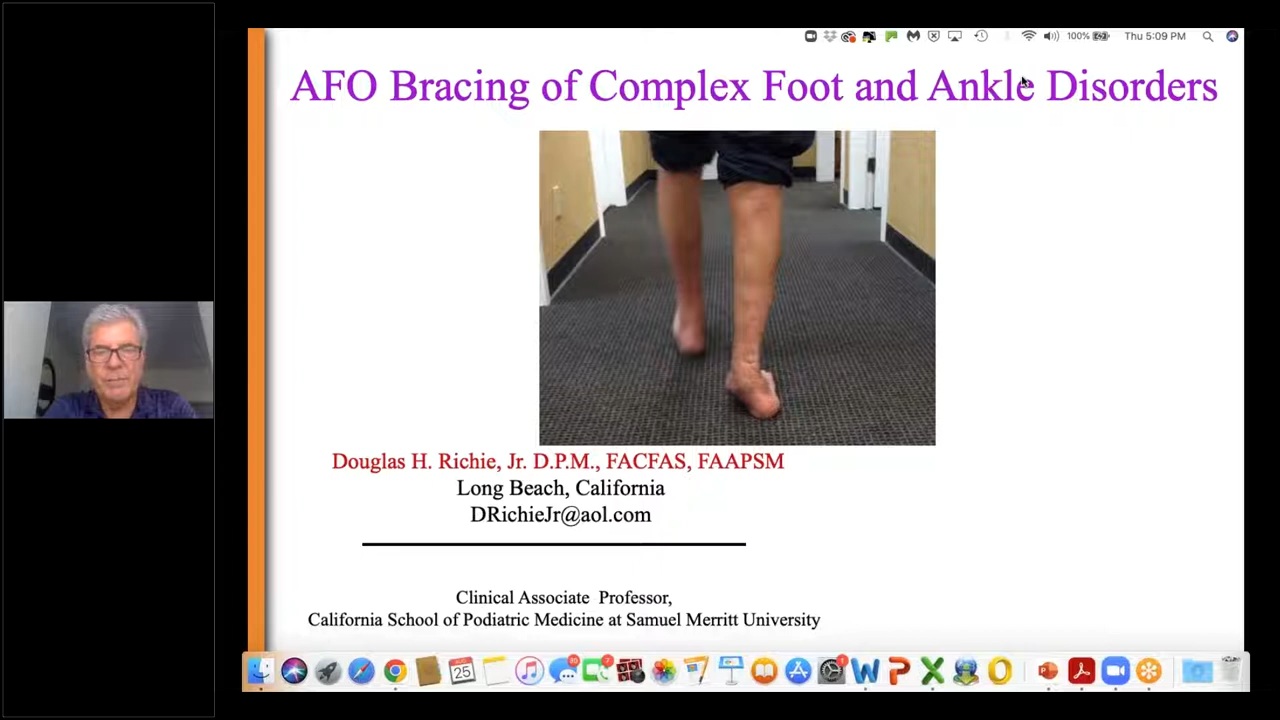 100%
Thu 5:09 PM
AFO Bracing of Complex Foot and Ankle Disorders
Douglas H. Richie, Jr. D.P.M., FACFAS, FAAPSM
Long Beach, California
DRichieJr@aol.com
Clinical Associate Professor,
California School of Podiatric Medicine at Samuel Merritt University
25